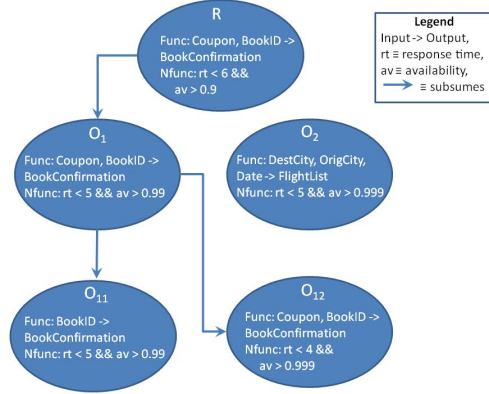 R
Func: Coupon, BookID ->
BookConfirmation
Nfunc: rt < 6 &&
av > 0.9
Legend
Input -> Output,
rt ≡ response time,
av ≡ availability,
≡ subsumes
O1
Func: Coupon, BookID ->
BookConfirmation
Nfunc: rt < 5 && av > 0.99
O2
Func: DestCity, OrigCity,
Date -> FlightList
Nfunc: rt < 5 && av > 0.999
O11
Func: BookID ->
BookConfirmation
Nfunc: rt < 5 && av > 0.99
O12
Func: Coupon, BookID ->
BookConfirmation
Nfunc: rt < 4 &&
av > 0.999